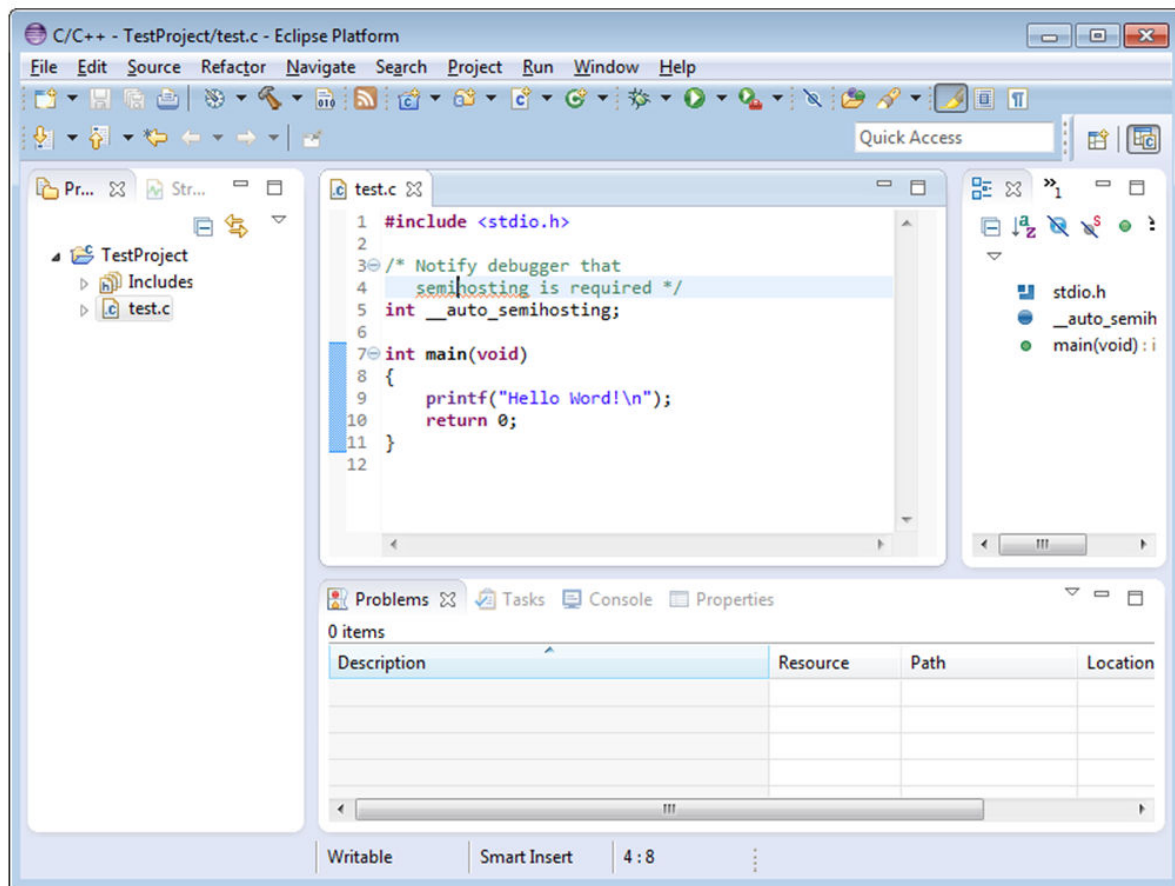 C/C++ - TestProject/test.c - Eclipse Platform
File Edit Source Refactor Navigate Search Project Run Window Help
010
Quick Access
Pr... Str...
TestProject
Includes
test.c
test.c
1 #include <stdio.h>
2
3 /* Notify debugger that
4 semihosting is required */
5 int __auto_semihosting;
6
7 int main(void)
8 {
9 printf("Hello Word!\n");
10 return 0;
11 }
12
»1
stdio.h
__auto_semih
main(void) : i
Problems Tasks Console Properties
0 items
Description Resource Path Location
Writable Smart Insert 4 : 8